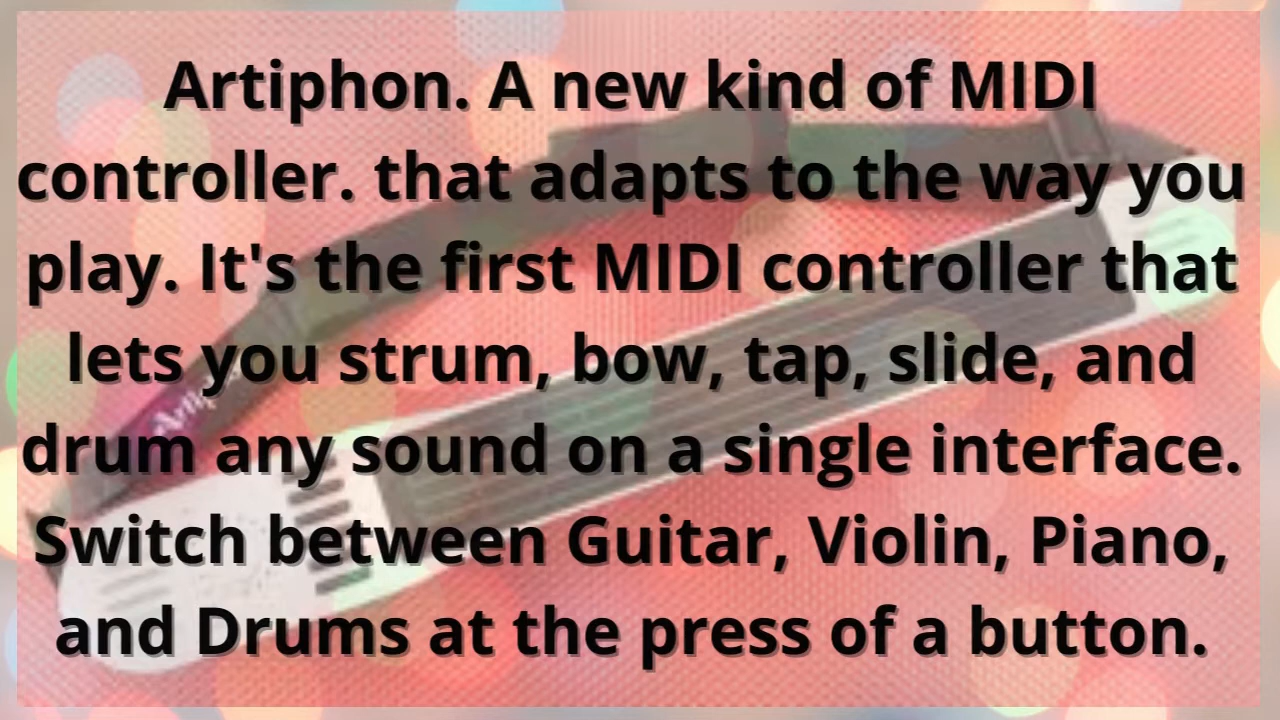 Artiphon. A new kind of MIDI
controller. that adapts to the way you
play. It's the first MIDI controller that
lets you strum, bow, tap, slide, and
drum any sound on a single interface.
Switch between Guitar, Violin, Piano,
and Drums at the press of a button.